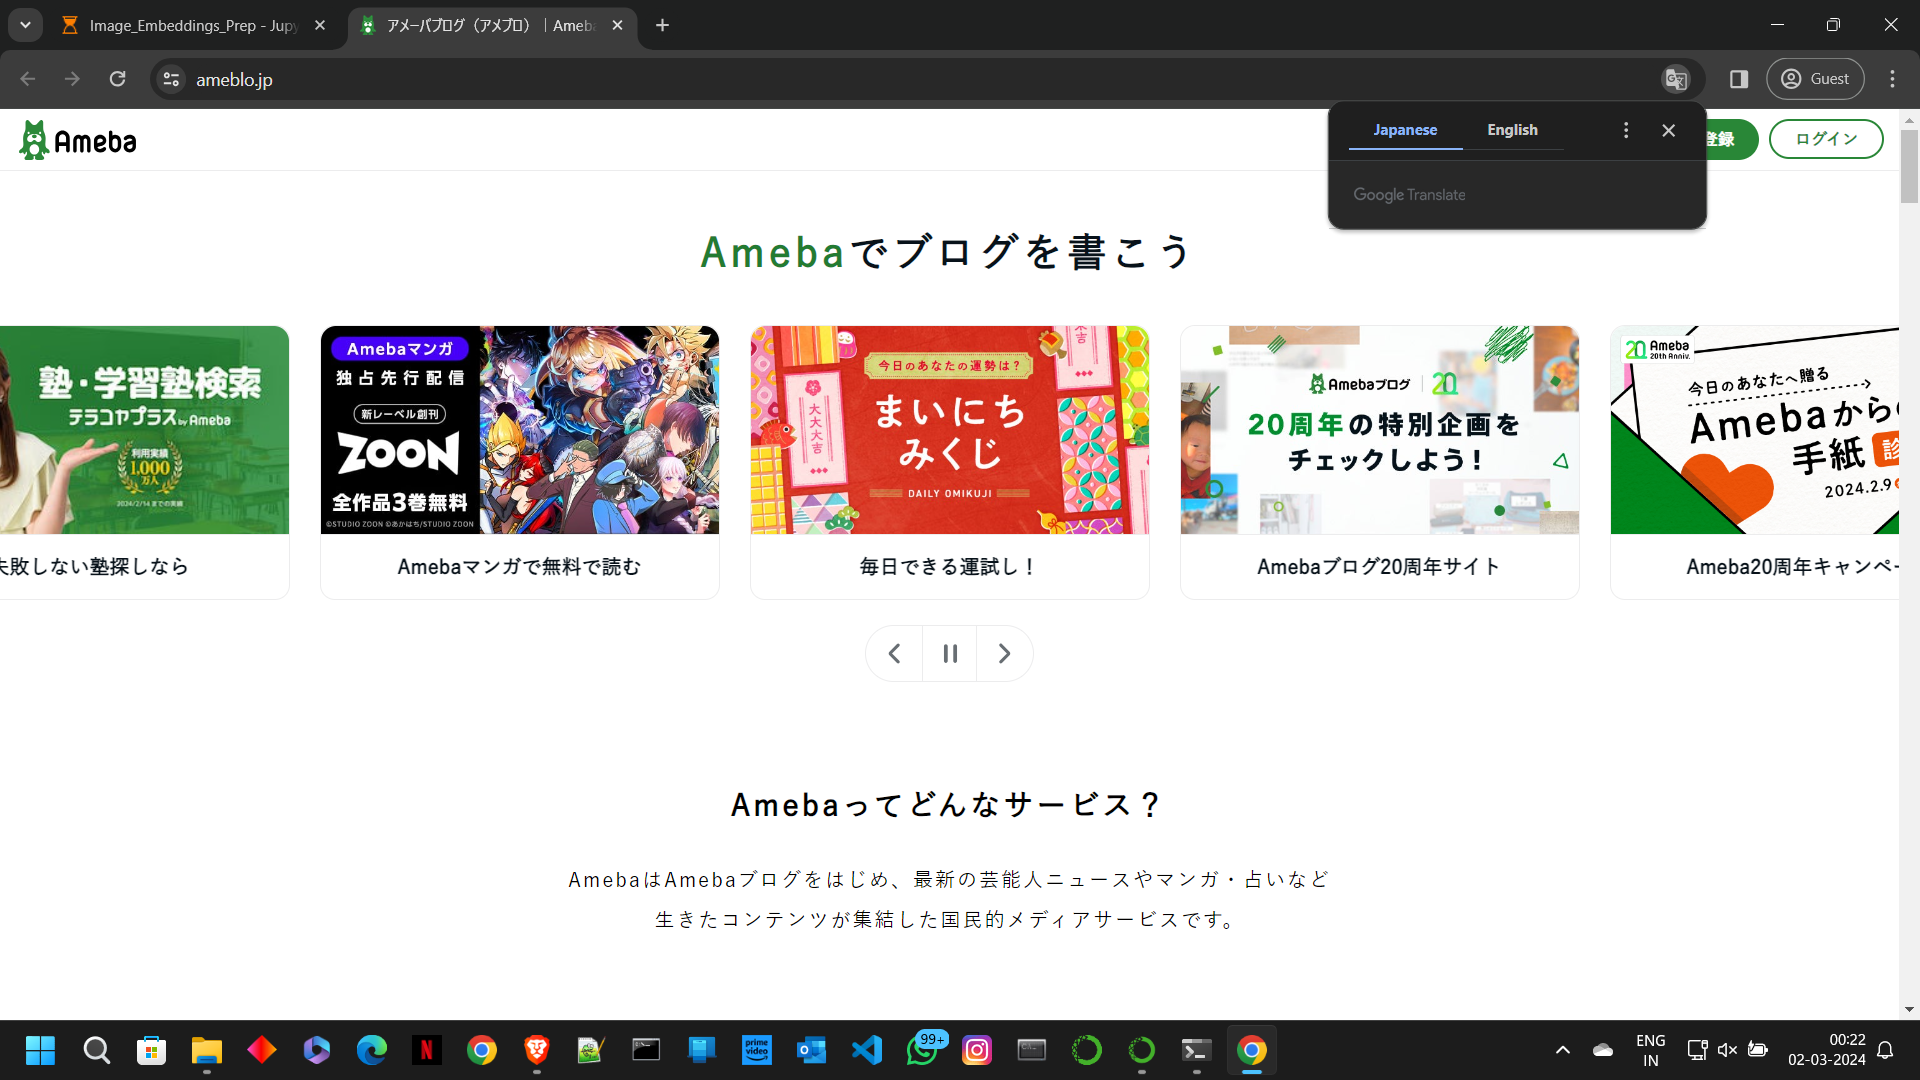 Image_Embeddings_Prep - Jupy
アメーバブログ（アメブロ）｜Ameb
ameblo.jp
Guest
Japanese
English
Google Translate
Ameba
登録
ログイン
Amebaでブログを書こう
塾・学習塾検索
テラコヤプラス by Ameba
利用実績
1,000
万人
2024/2/14までの実績
失敗しない塾探しなら
Amebaマンガ
独占先行配信
新レーベル創刊
ZOON
全作品3巻無料
©STUDIO ZOON ©あかはち/STUDIO ZOON
Amebaマンガで無料で読む
今日のあなたの運勢は？
まいにち
みくじ
DAILY OMIKUJI
大大大吉
末吉
毎日できる運試し！
Amebaブログ
20
20周年の特別企画を
チェックしよう！
Amebaブログ20周年サイト
20 Ameba
20th Anniv.
今日のあなたへ贈る
Ameba から
手紙 診
2024.2.9
Ameba20周年キャンペー
Amebaってどんなサービス？
AmebaはAmebaブログをはじめ、最新の芸能人ニュースやマンガ・占いなど
生きたコンテンツが集結した国民的メディアサービスです。
prime
video
99+
ENG
IN
00:22
02-03-2024